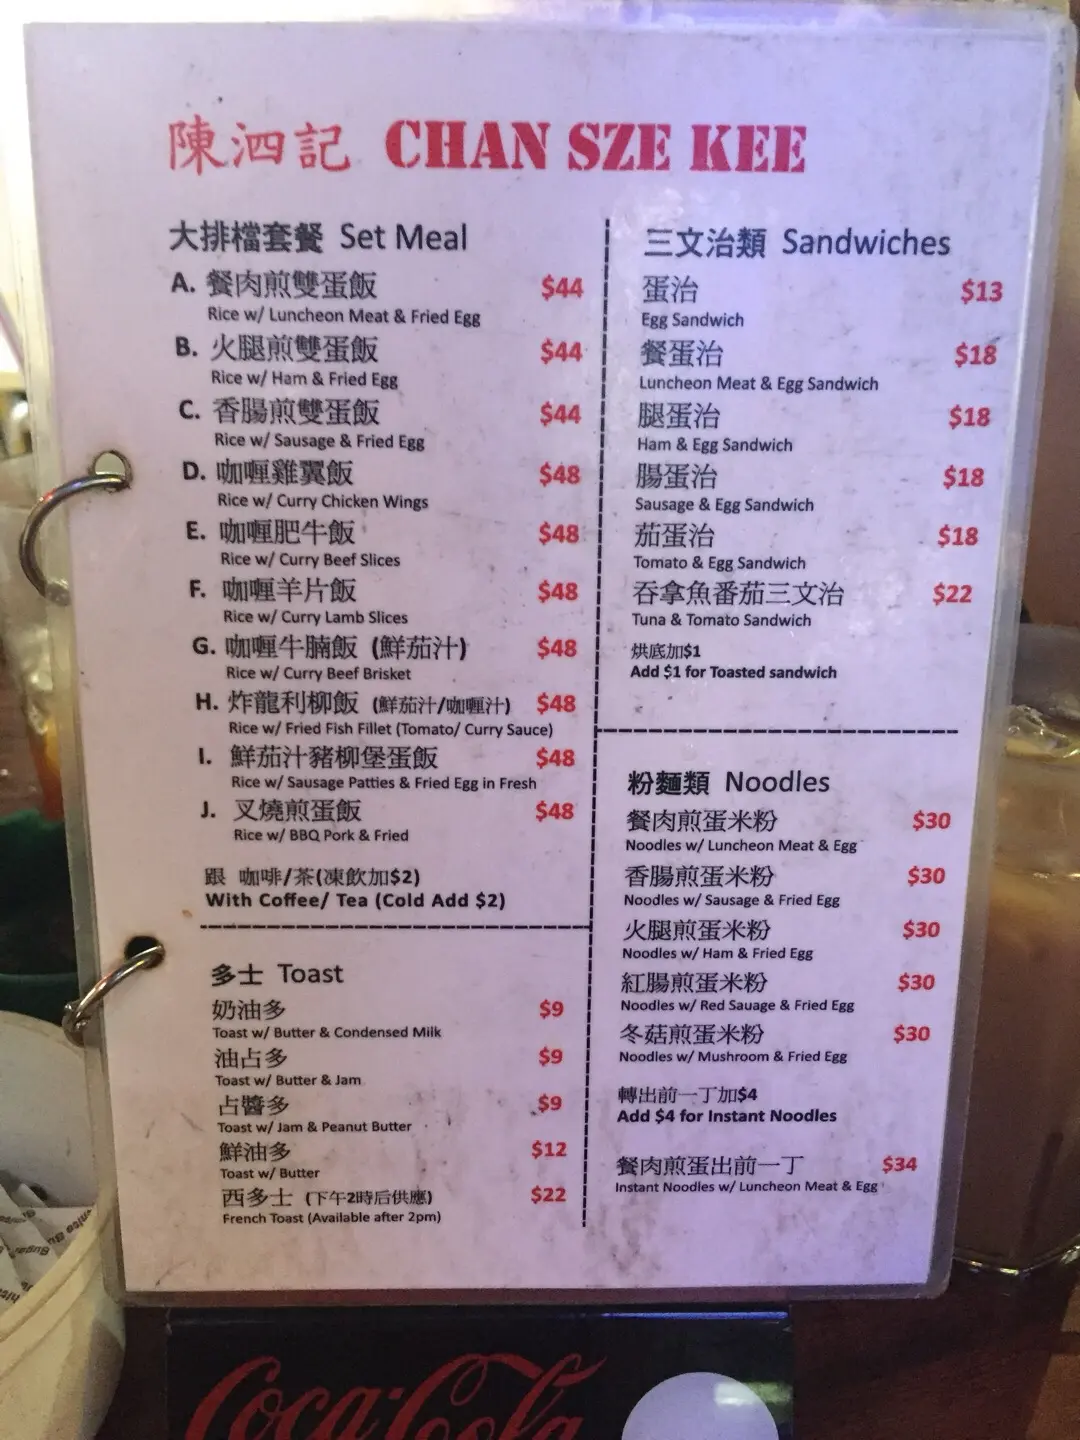 陳泗記 CHAN SZE KEE
大排檔套餐 Set Meal
A. 餐肉煎雙蛋飯 $44
Rice w/ Luncheon Meat & Fried Egg
B. 火腿煎雙蛋飯 $44
Rice w/ Ham & Fried Egg
C. 香腸煎雙蛋飯 $44
Rice w/ Sausage & Fried Egg
D. 咖喱雞翼飯 $48
Rice w/ Curry Chicken Wings
E. 咖喱肥牛飯 $48
Rice w/ Curry Beef Slices
F. 咖喱羊片飯 $48
Rice w/ Curry Lamb Slices
G. 咖喱牛腩飯 (鮮茄汁) $48
Rice w/ Curry Beef Brisket
H. 炸龍利柳飯 (鮮茄汁/咖喱汁) $48
Rice w/ Fried Fish Fillet (Tomato/ Curry Sauce)
I. 鮮茄汁豬柳堡蛋飯 $48
Rice w/ Sausage Patties & Fried Egg in Fresh
J. 叉燒煎蛋飯 $48
Rice w/ BBQ Pork & Fried
跟 咖啡/茶(凍飲加$2)
With Coffee/ Tea (Cold Add $2)
多士 Toast
奶油多 $9
Toast w/ Butter & Condensed Milk
油占多 $9
Toast w/ Butter & Jam
占醬多 $9
Toast w/ Jam & Peanut Butter
鮮油多 $12
Toast w/ Butter
西多士 (下午2時后供應) $22
French Toast (Available after 2pm)
三文治類 Sandwiches
蛋治 $13
Egg Sandwich
餐蛋治 $18
Luncheon Meat & Egg Sandwich
腿蛋治 $18
Ham & Egg Sandwich
腸蛋治 $18
Sausage & Egg Sandwich
茄蛋治 $18
Tomato & Egg Sandwich
吞拿魚番茄三文治 $22
Tuna & Tomato Sandwich
烘底加$1
Add $1 for Toasted sandwich
粉麵類 Noodles
餐肉煎蛋米粉 $30
Noodles w/ Luncheon Meat & Egg
香腸煎蛋米粉 $30
Noodles w/ Sausage & Fried Egg
火腿煎蛋米粉 $30
Noodles w/ Ham & Fried Egg
紅腸煎蛋米粉 $30
Noodles w/ Red Sauage & Fried Egg
冬菇煎蛋米粉 $30
Noodles w/ Mushroom & Fried Egg
轉出前一丁加$4
Add $4 for Instant Noodles
餐肉煎蛋出前一丁 $34
Instant Noodles w/ Luncheon Meat & Egg
Coca-Cola